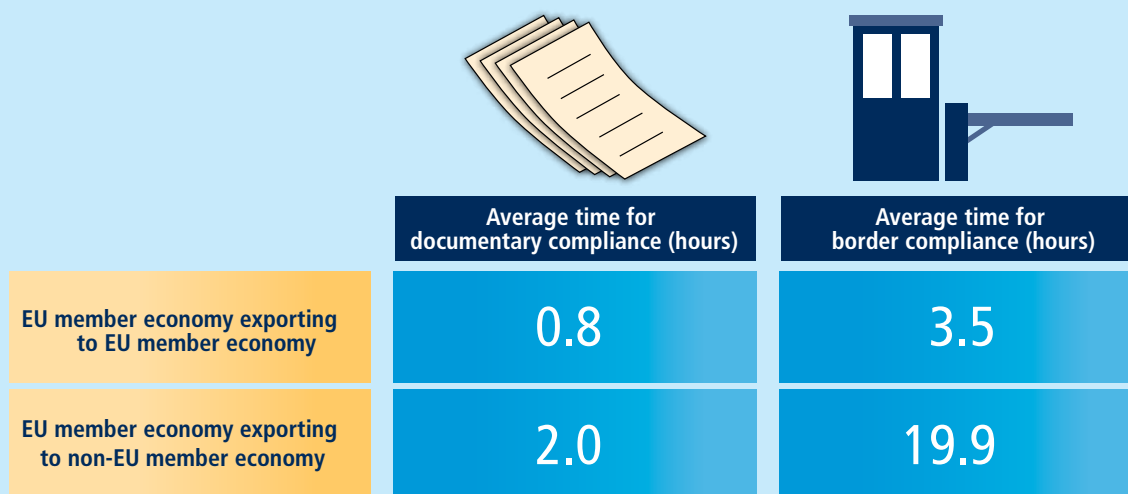 Average time for
documentary compliance (hours)
Average time for
border compliance (hours)
EU member economy exporting
to EU member economy
0.8
3.5
EU member economy exporting
to non-EU member economy
2.0
19.9